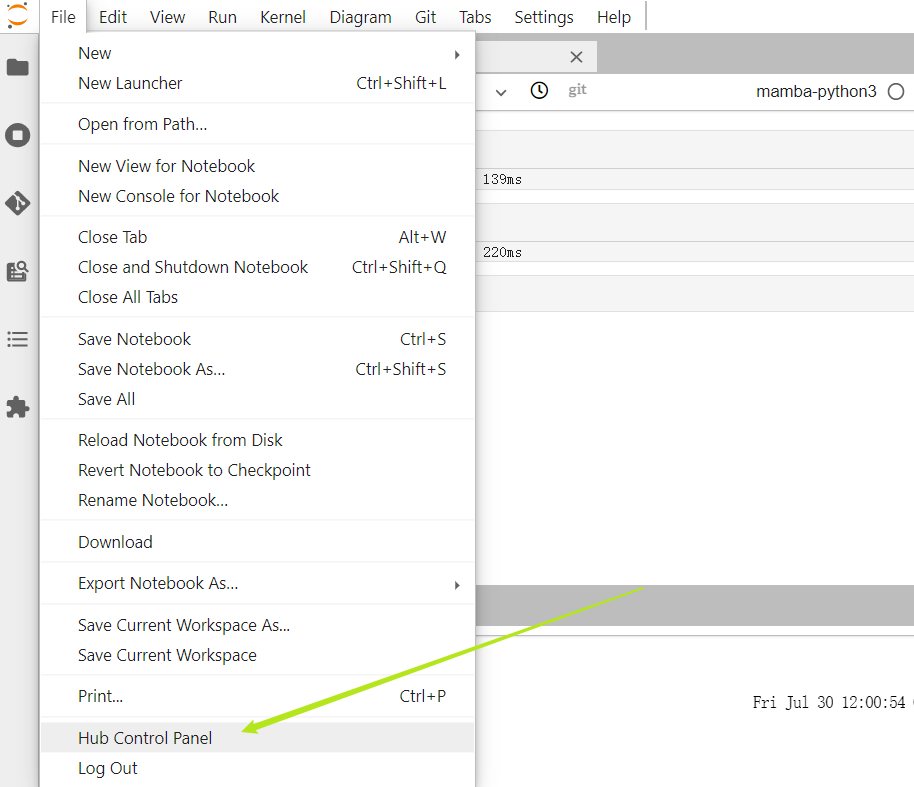 File Edit View Run Kernel Diagram Git Tabs Settings Help
New
New Launcher Ctrl+Shift+L
git
mamba-python3
Open from Path...
New View for Notebook
139ms
New Console for Notebook
Close Tab Alt+W
220ms
Close and Shutdown Notebook Ctrl+Shift+Q
Close All Tabs
Save Notebook Ctrl+S
Save Notebook As... Ctrl+Shift+S
Save All
Reload Notebook from Disk
Revert Notebook to Checkpoint
Rename Notebook...
Download
Export Notebook As...
Save Current Workspace As...
Save Current Workspace
Print... Ctrl+P
Fri Jul 30 12:00:54
Hub Control Panel
Log Out